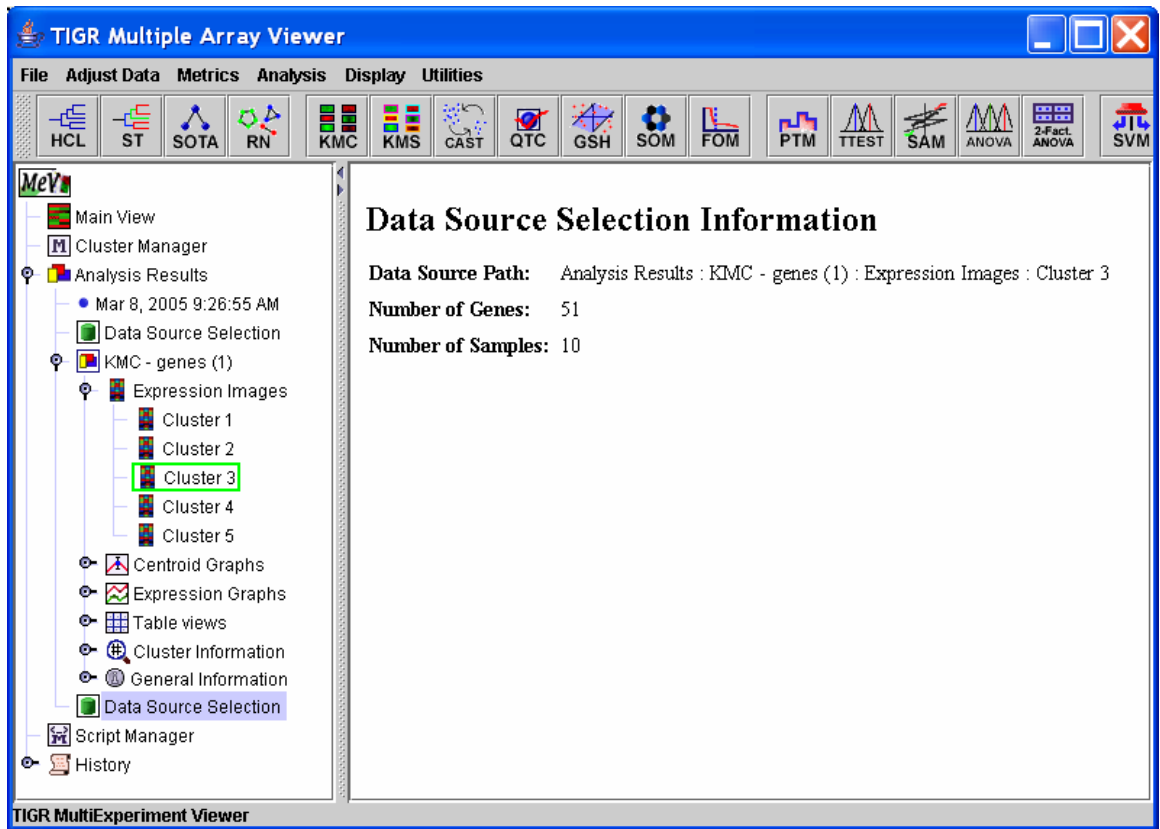 TIGR Multiple Array Viewer
File Adjust Data Metrics Analysis Display Utilities
HCL ST SOTA RN KMC KMS CAST QTC GSH SOM FOM PTM TTEST SAM ANOVA 2-Fact. ANOVA SVM
MeV
Main View
M Cluster Manager
Analysis Results
Mar 8, 2005 9:26:55 AM
Data Source Selection
KMC - genes (1)
Expression Images
Cluster 1
Cluster 2
Cluster 3
Cluster 4
Cluster 5
Centroid Graphs
Expression Graphs
Table views
# Cluster Information
General Information
Data Source Selection
Script Manager
History
Data Source Selection Information
Data Source Path: Analysis Results : KMC - genes (1) : Expression Images : Cluster 3
Number of Genes: 51
Number of Samples: 10
TIGR MultiExperiment Viewer